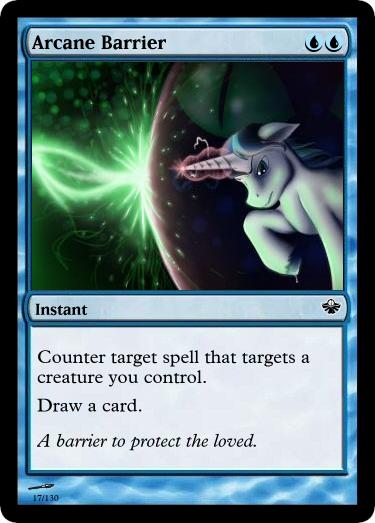 Arcane Barrier
Instant
Counter target spell that targets a
creature you control.
Draw a card.
A barrier to protect the loved.
17/130